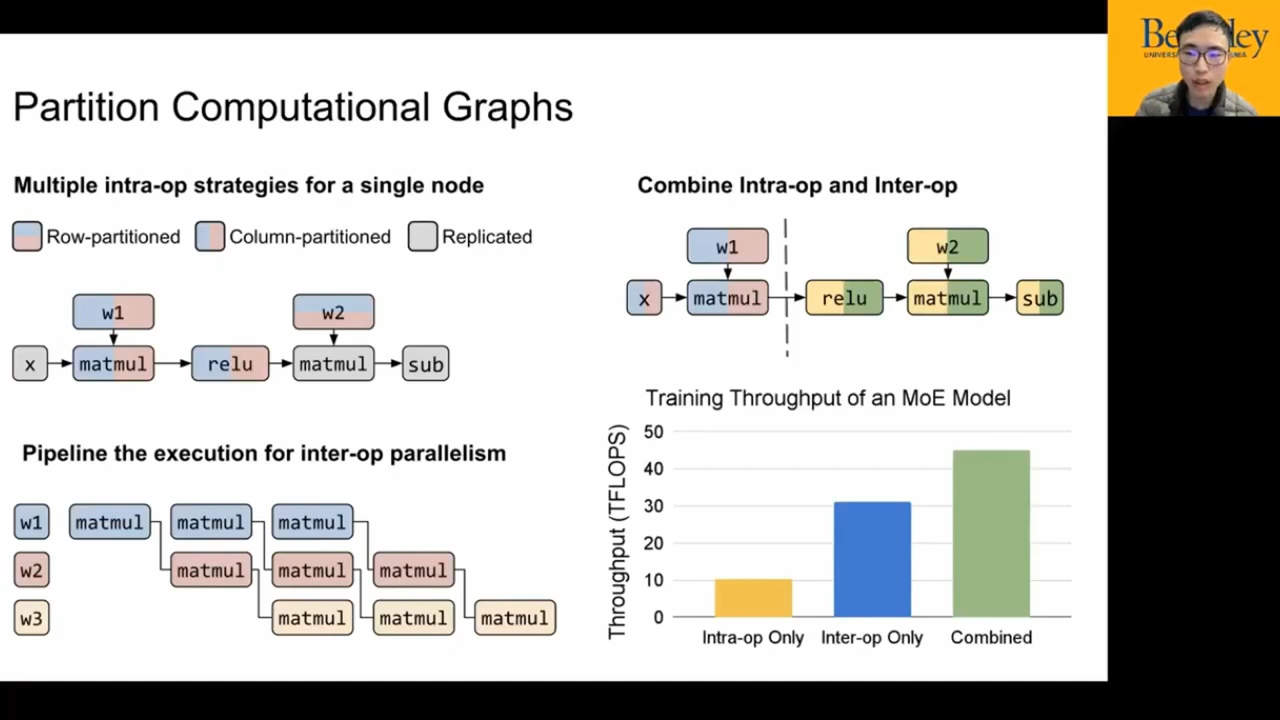 Partition Computational Graphs
Multiple intra-op strategies for a single node
Row-partitioned Column-partitioned Replicated
w1 w2
x matmul relu matmul sub
Pipeline the execution for inter-op parallelism
w1 matmul matmul matmul
w2 matmul matmul matmul
w3 matmul matmul matmul
Combine Intra-op and Inter-op
w1 w2
x matmul relu matmul sub
Training Throughput of an MoE Model
Throughput (TFLOPS)
50
40
30
20
10
0
Intra-op Only Inter-op Only Combined